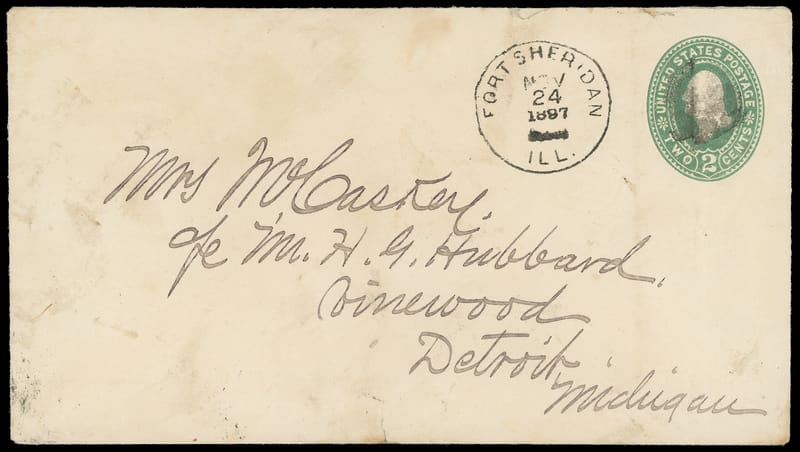 FORT SHERIDAN
NOV
24
1897
ILL.
UNITED STATES POSTAGE
TWO 2 CENTS
Mrs McCaskey.
c/o Mr. H. G. Hubbard.
Vinewood
Detroit,
Michigan